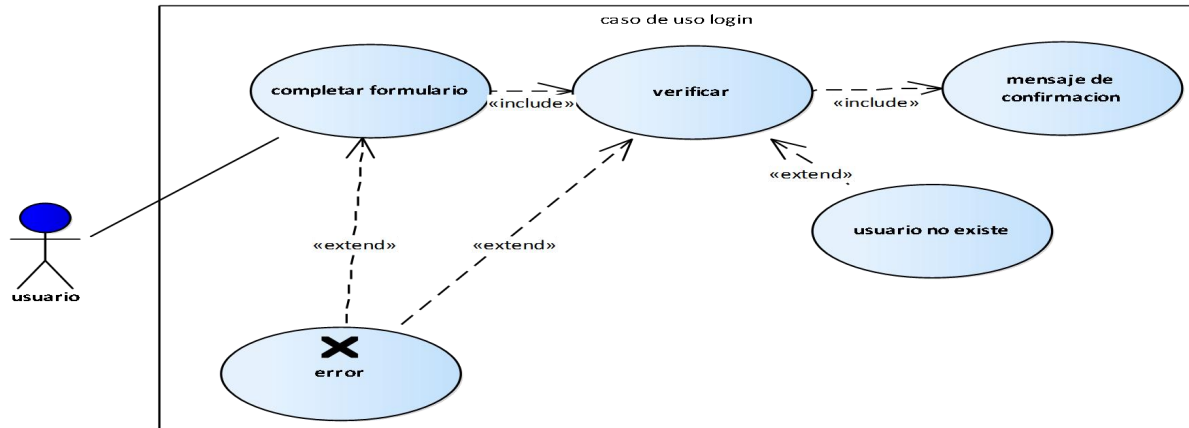 caso de uso login
completar formulario
«include»
verificar
«include»
mensaje de
confirmacion
«extend»
usuario no existe
«extend»
«extend»
usuario
error